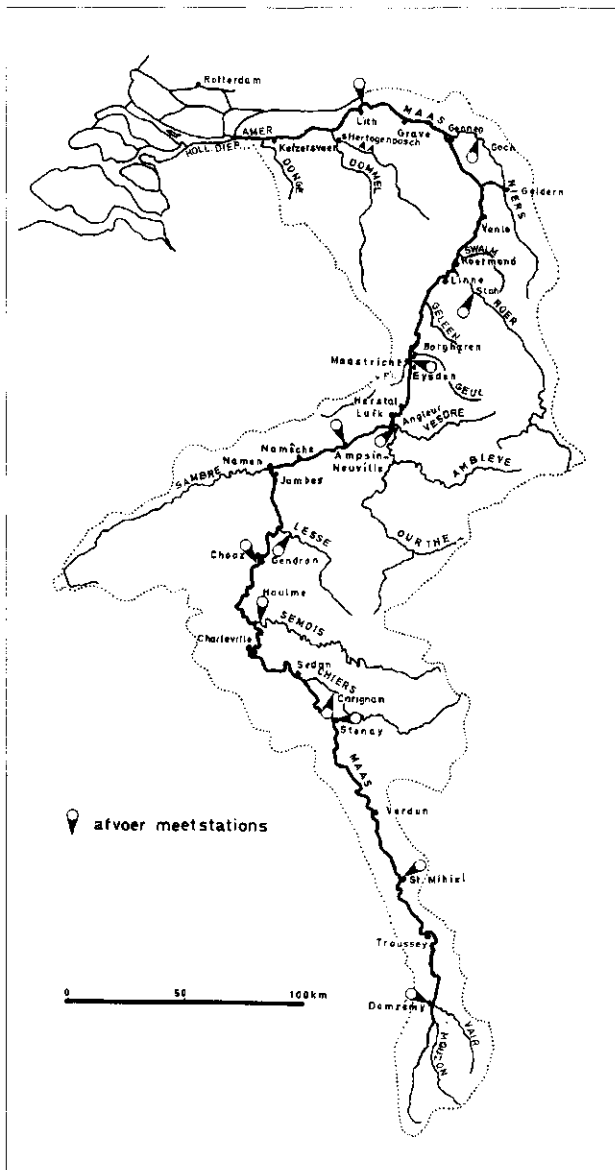 Rotterdam
MAAS
Lith
Grave
Gennep
Goch
AMER
HOLL DIEP
Keizersveer
sHertogenbosch
AA
DONGE
DOMMEL
NIERS
Geldern
Venlo
SWALM
Roermond
Linne
Stah
ROER
GELEEN
Borgharen
Maastricht
Eysden
GEUL
Herstal
Luik
Angleur
VESDRE
Ampsin
Neuville
Namêche
Namen
SAMBRE
Jambes
AMBLEVE
OURTHE
LESSE
Chooz
Gendron
Haulme
SEMOIS
Charleville
Sedan
CHIERS
Carignan
Stenay
MAAS
Verdun
afvoer meetstations
St. Mihiel
Troussey
0 50 100km
Domremy
VAIR
MOUZON